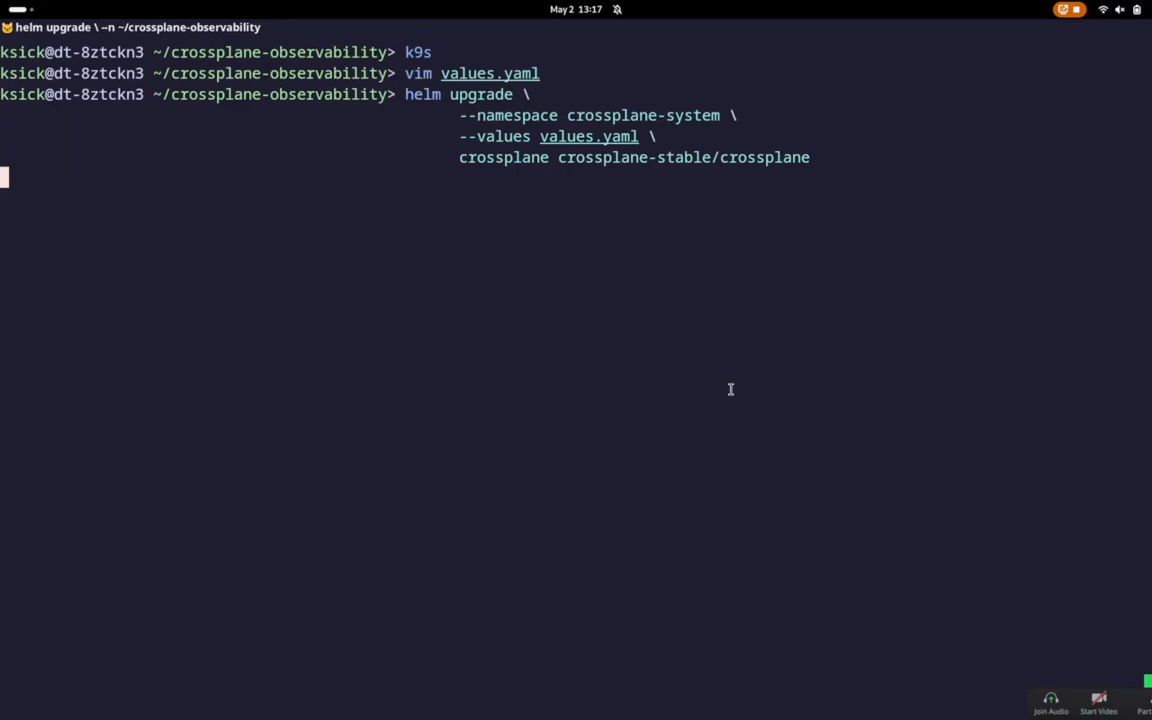 May 2 13:17
helm upgrade \ --n ~/crossplane-observability
ksick@dt-8ztckn3 ~/crossplane-observability> k9s
ksick@dt-8ztckn3 ~/crossplane-observability> vim values.yaml
ksick@dt-8ztckn3 ~/crossplane-observability> helm upgrade \
--namespace crossplane-system \
--values values.yaml \
crossplane crossplane-stable/crossplane
Join Audio Start Video Part